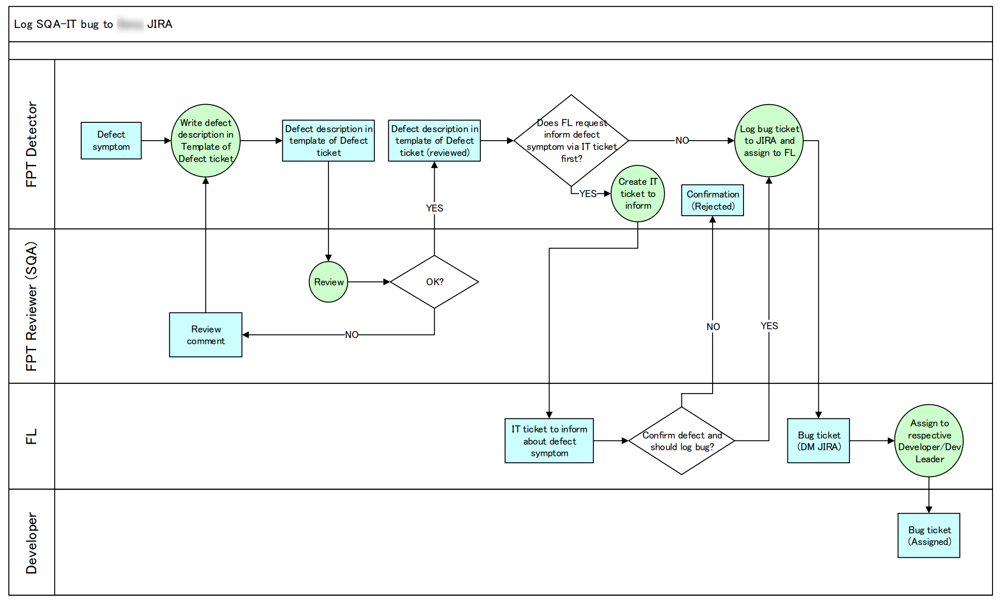 Log SQA-IT bug to JIRA
FPT Detector
Defect
symptom
Write defect
description in
Template of
Defect ticket
Defect description in
template of Defect
ticket
Defect description in
template of Defect
ticket (reviewed)
Does FL request
inform defect
symptom via IT ticket
first?
NO
Log bug ticket
to JIRA and
assign to FL
YES
Create IT
ticket to
inform
Confirmation
(Rejected)
YES
FPT Reviewer (SQA)
Review
OK?
Review
comment
NO
NO
YES
FL
IT ticket to inform
about defect
symptom
Confirm defect and
should log bug?
Bug ticket
(DM JIRA)
Assign to
respective
Developer/Dev
Leader
Developer
Bug ticket
(Assigned)